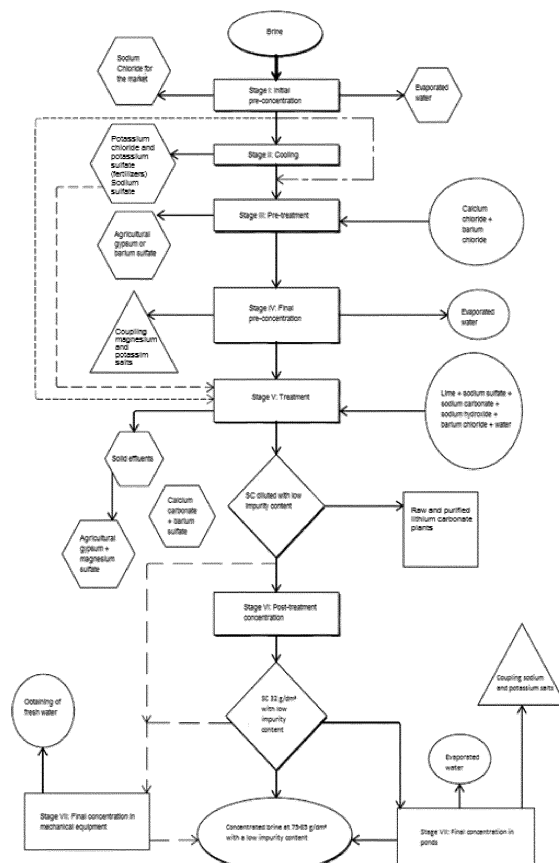 Brine
Sodium
Chloride for
the market
Stage I: Initial
pre-concentration
Evaporated
water
Potassium
chloride and
potassium
sulfate
(fertilizers)
Sodium
sulfate
Stage II: Cooling
Stage III: Pre-treatment
Calcium
chloride +
barium
chloride
Agricultural
gypsum or
barium sulfate
Stage IV: Final
pre-concentration
Evaporated
water
Coupling
magnesium
and
potassim
salts
Stage V: Treatment
Lime + sodium sulfate +
sodium carbonate +
sodium hydroxide +
barium chloride + water
Solid effluents
Calcium
carbonate
+ barium
sulfate
SC diluted with low
impurity content
Raw and purified
lithium carbonate
plants
Agricultural
gypsum +
magnesium
sulfate
Stage VI: Post-treatment
concentration
Obtaining of
fresh water
SC 32 g/dm³
with low
impurity
content
Coupling sodium
and potassium salts
Evaporated
water
Stage VII: Final concentration in
mechanical equipment
Concentrated brine at 73-63 g/dm³
with a low impurity content
Stage VII: Final concentration in
ponds